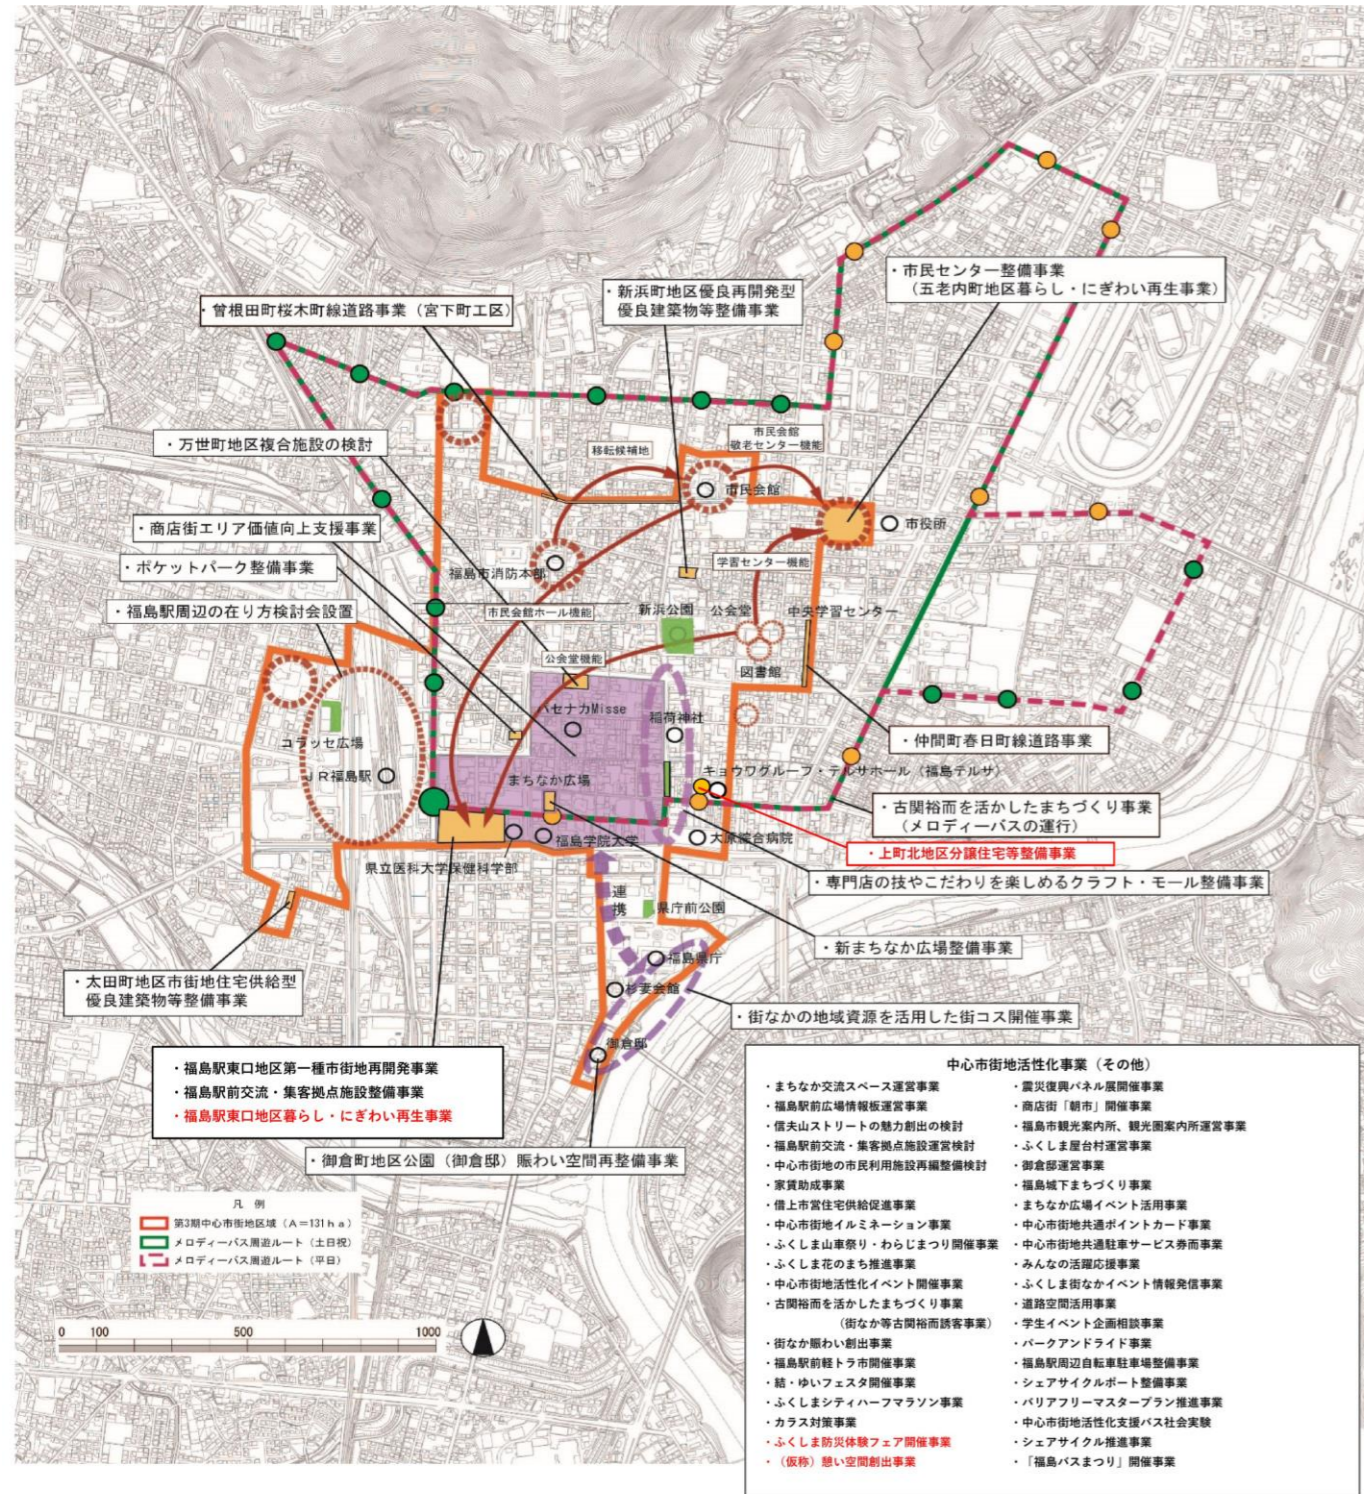 ・市民センター整備事業
（五老内町地区暮らし・にぎわい再生事業）
・新浜町地区優良再開発型
優良建築物等整備事業
・曾根田町桜木町線道路事業（宮下町工区）
・万世町地区複合施設の検討
移転候補地
市民会館
敬老センター機能
市民会館
・商店街エリア価値向上支援事業
市役所
・ポケットパーク整備事業
福島市消防本部
学習センター機能
・福島駅周辺の在り方検討会設置
市民会館ホール機能
新浜公園
公会堂
中央学習センター
公会堂機能
図書館
パセナカMisse
稲荷神社
コラッセ広場
・仲間町春日町線道路事業
JR福島駅
まちなか広場
キョウワグループ・テルサホール（福島テルサ）
・古関裕而を活かしたまちづくり事業
（メロディーバスの運行）
福島学院大学
大原綜合病院
・上町北地区分譲住宅等整備事業
県立医科大学保健科学部
・専門店の技やこだわりを楽しめるクラフト・モール整備事業
連携
県庁前公園
・新まちなか広場整備事業
福島県庁
・太田町地区市街地住宅供給型
優良建築物等整備事業
杉妻会館
・街なかの地域資源を活用した街コス開催事業
御倉邸
・福島駅東口地区第一種市街地再開発事業
・福島駅前交流・集客拠点施設整備事業
・福島駅東口地区暮らし・にぎわい再生事業
・御倉町地区公園（御倉邸）賑わい空間再整備事業
凡 例
第3期中心市街地区域（A＝131ｈａ）
メロディーバス周遊ルート（土日祝）
メロディーバス周遊ルート（平日）
0 100 500 1000
中心市街地活性化事業（その他）
・まちなか交流スペース運営事業
・福島駅前広場情報板運営事業
・信夫山ストリートの魅力創出の検討
・福島駅前交流・集客拠点施設運営検討
・中心市街地の市民利用施設再編整備検討
・家賃助成事業
・借上市営住宅供給促進事業
・中心市街地イルミネーション事業
・ふくしま山車祭り・わらじまつり開催事業
・ふくしま花のまち推進事業
・中心市街地活性化イベント開催事業
・古関裕而を活かしたまちづくり事業
（街なか等古関裕而誘客事業）
・街なか賑わい創出事業
・福島駅前軽トラ市開催事業
・結・ゆいフェスタ開催事業
・ふくしまシティハーフマラソン事業
・カラス対策事業
・ふくしま防災体験フェア開催事業
・（仮称）憩い空間創出事業
・震災復興パネル展開催事業
・商店街「朝市」開催事業
・福島市観光案内所、観光圏案内所運営事業
・ふくしま屋台村運営事業
・御倉邸運営事業
・福島城下まちづくり事業
・まちなか広場イベント活用事業
・中心市街地共通ポイントカード事業
・中心市街地共通駐車サービス券而事業
・みんなの活躍応援事業
・ふくしま街なかイベント情報発信事業
・道路空間活用事業
・学生イベント企画相談事業
・パークアンドライド事業
・福島駅周辺自転車駐車場整備事業
・シェアサイクルポート整備事業
・バリアフリーマスタープラン推進事業
・中心市街地活性化支援バス社会実験
・シェアサイクル推進事業
・「福島バスまつり」開催事業